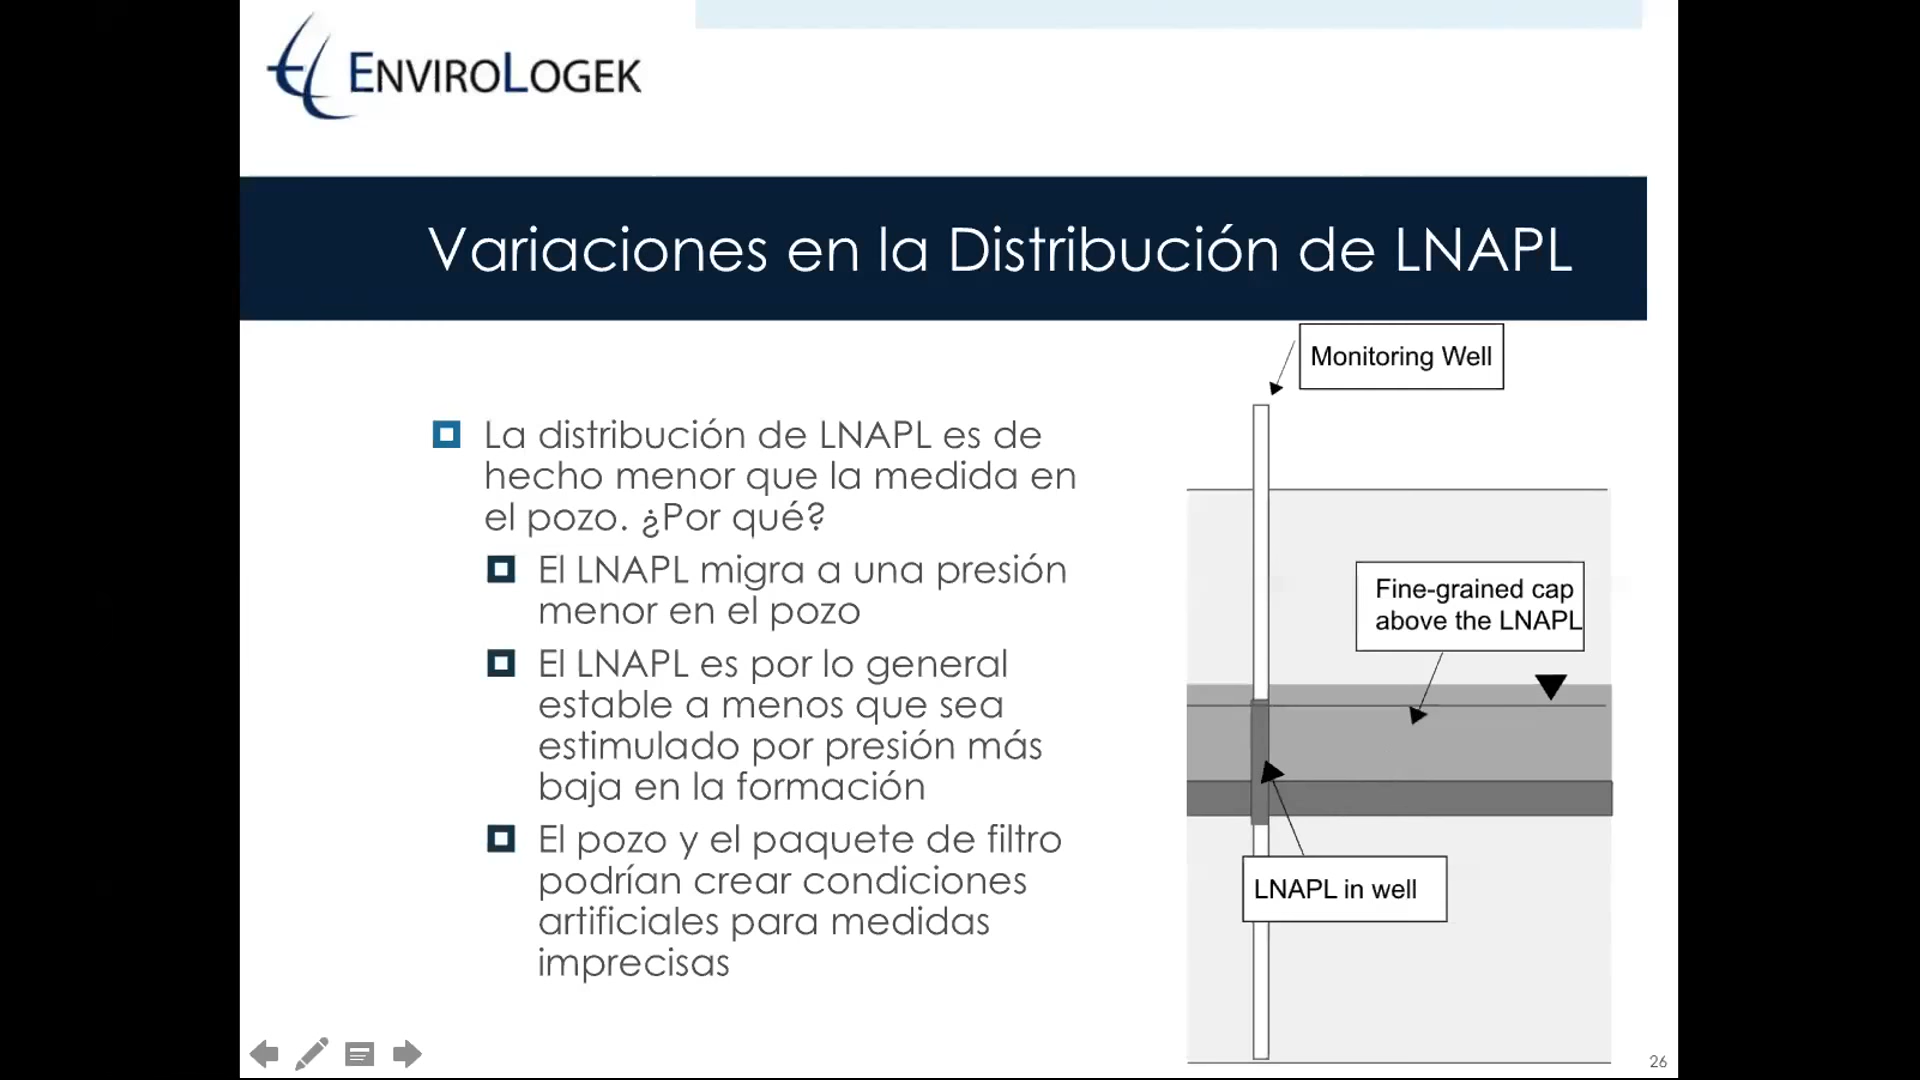 ENVIROLOGEK
Variaciones en la Distribución de LNAPL
La distribución de LNAPL es de
hecho menor que la medida en
el pozo. ¿Por qué?
El LNAPL migra a una presión
menor en el pozo
El LNAPL es por lo general
estable a menos que sea
estimulado por presión más
baja en la formación
El pozo y el paquete de filtro
podrían crear condiciones
artificiales para medidas
imprecisas
Monitoring Well
Fine-grained cap
above the LNAPL
LNAPL in well
26